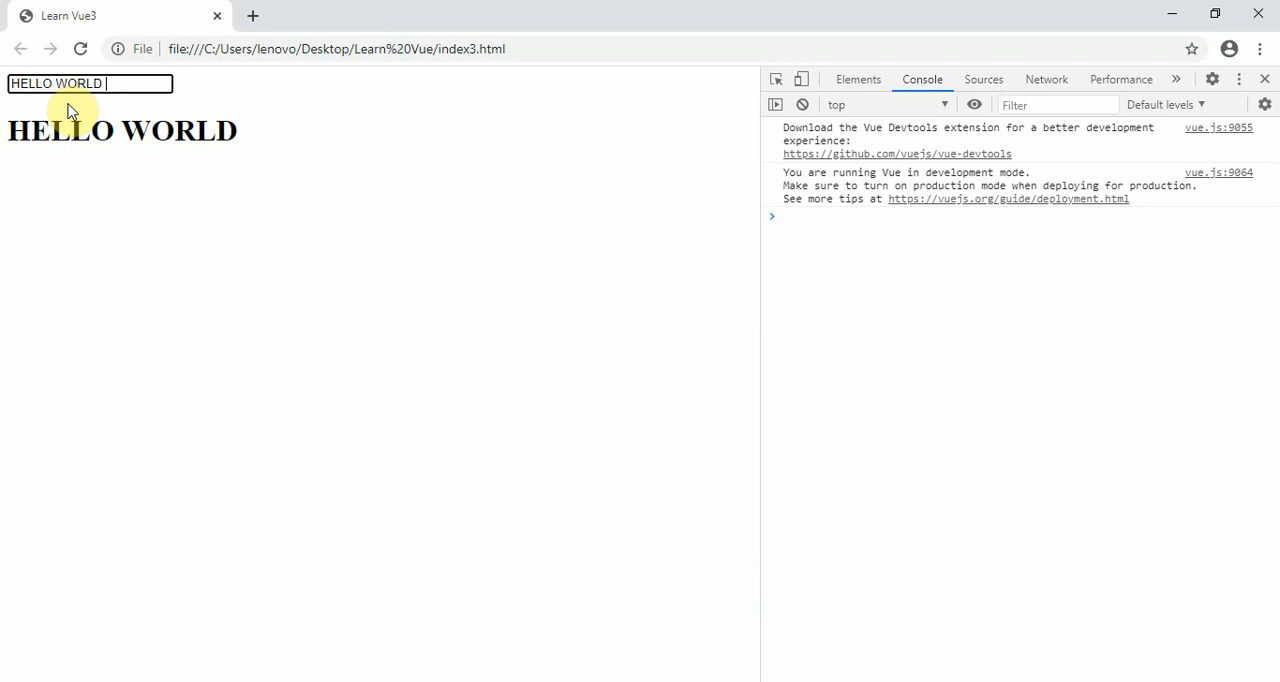 Learn Vue3
File file:///C:/Users/lenovo/Desktop/Learn%20Vue/index3.html
HELLO WORLD
HELLO WORLD
Elements Console Sources Network Performance »
top Filter Default levels
Download the Vue Devtools extension for a better development vue.js:9055
experience:
https://github.com/vuejs/vue-devtools
You are running Vue in development mode. vue.js:9064
Make sure to turn on production mode when deploying for production.
See more tips at https://vuejs.org/guide/deployment.html